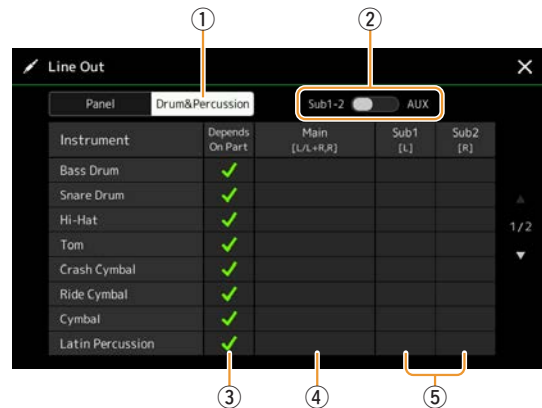 ① ②
Line Out ×
Panel Drum&Percussion Sub1-2 AUX
Instrument Depends On Part Main [L/L+R,R] Sub1 [L] Sub2 [R]
Bass Drum ✓
Snare Drum ✓
Hi-Hat ✓
Tom ✓
Crash Cymbal ✓
Ride Cymbal ✓
Cymbal ✓
Latin Percussion ✓
1/2
③ ④ ⑤